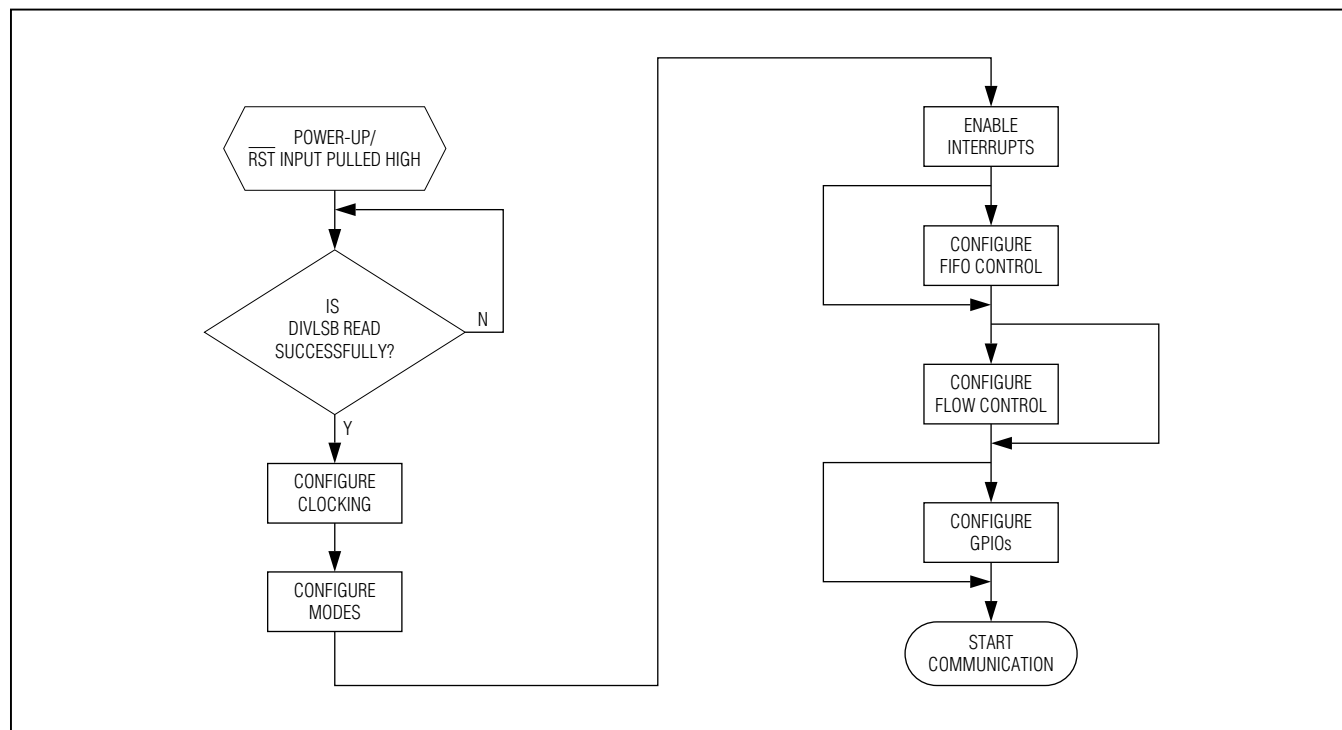 POWER-UP/
RST INPUT PULLED HIGH
IS
DIVLSB READ
SUCCESSFULLY?
N
Y
CONFIGURE
CLOCKING
CONFIGURE
MODES
ENABLE
INTERRUPTS
CONFIGURE
FIFO CONTROL
CONFIGURE
FLOW CONTROL
CONFIGURE
GPIOs
START
COMMUNICATION